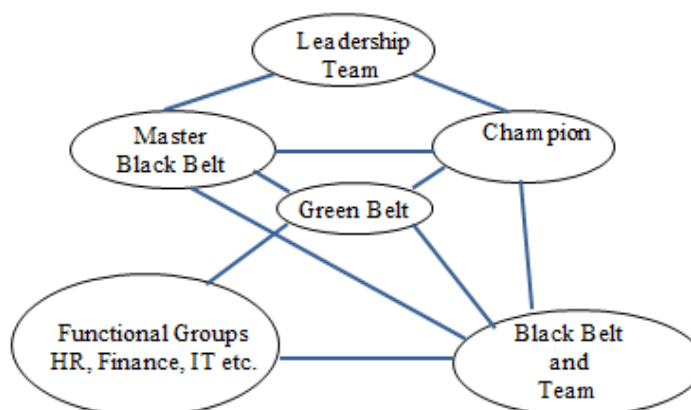 Leadership
Team
Master
Black Belt
Champion
Green Belt
Functional Groups
HR, Finance, IT etc.
Black Belt
and
Team